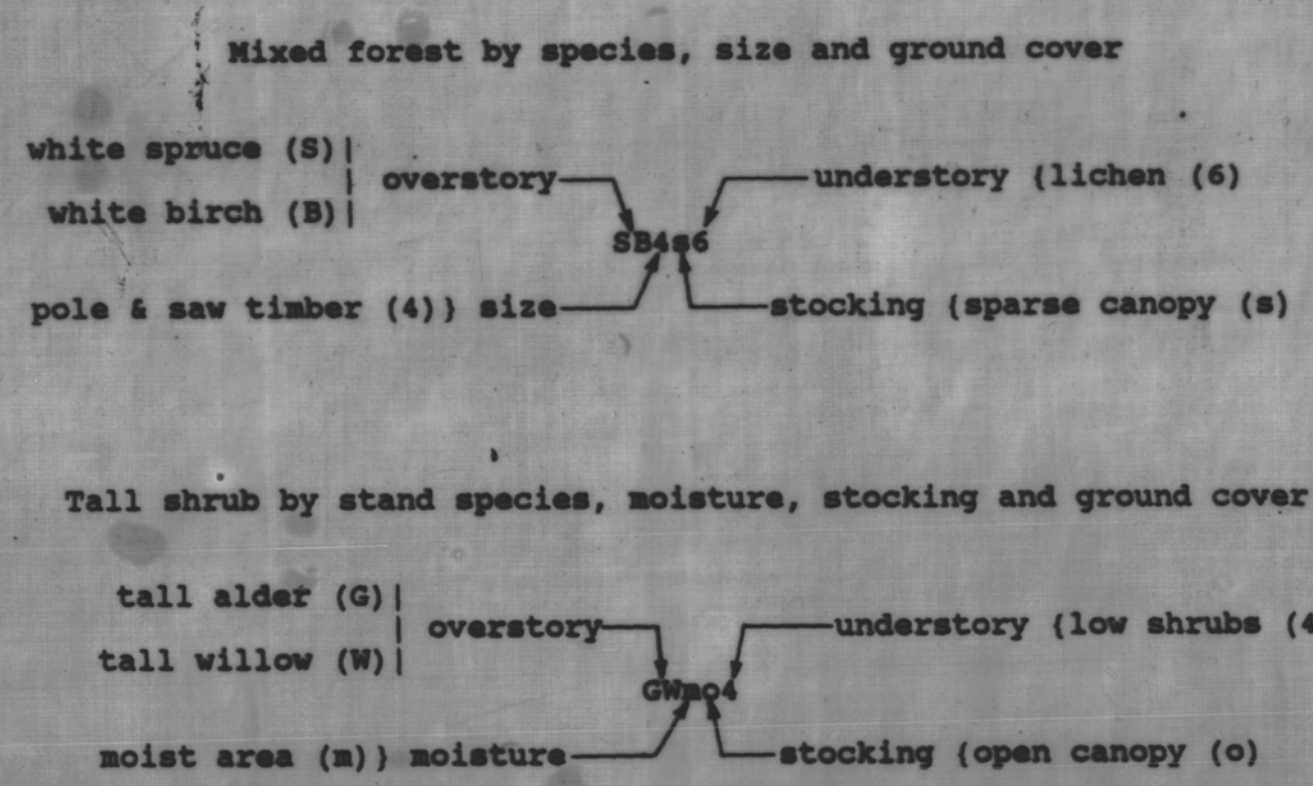 Mixed forest by species, size and ground cover
white spruce (S)|
| overstory understory {lichen (6)
white birch (B)|
SB4s6
pole & saw timber (4)} size stocking {sparse canopy (s)
Tall shrub by stand species, moisture, stocking and ground cover
tall alder (G)|
| overstory understory {low shrubs (4
tall willow (W)|
GWmo4
moist area (m)} moisture stocking {open canopy (o)